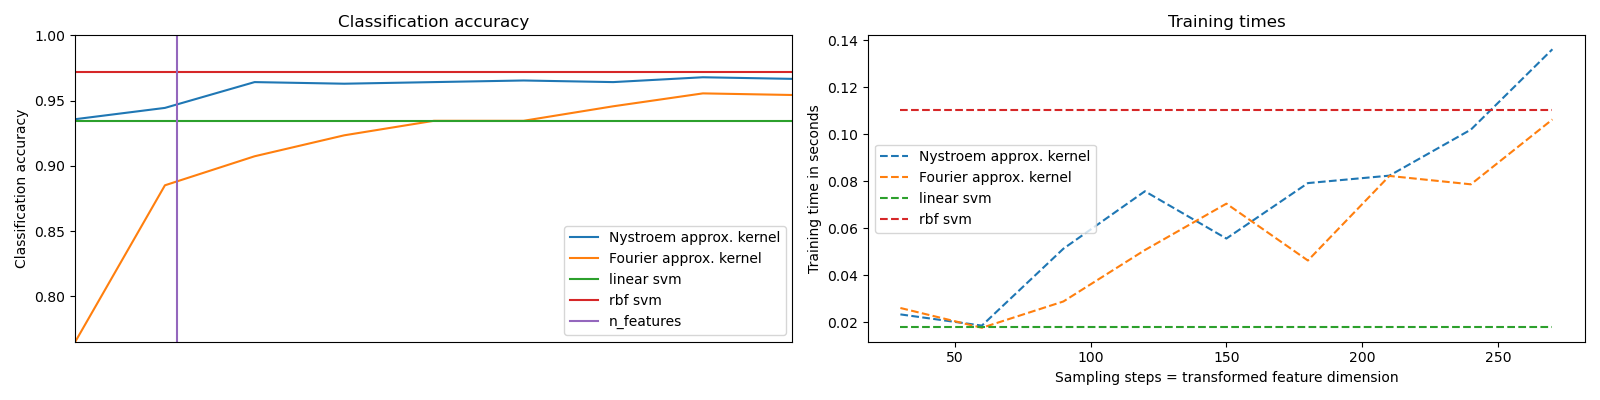 Classification accuracy
1.00
0.95
0.90
0.85
0.80
Classification accuracy
Nystroem approx. kernel
Fourier approx. kernel
linear svm
rbf svm
n_features
Training times
0.14
0.12
0.10
0.08
0.06
0.04
0.02
Training time in seconds
Nystroem approx. kernel
Fourier approx. kernel
linear svm
rbf svm
50
100
150
200
250
Sampling steps = transformed feature dimension